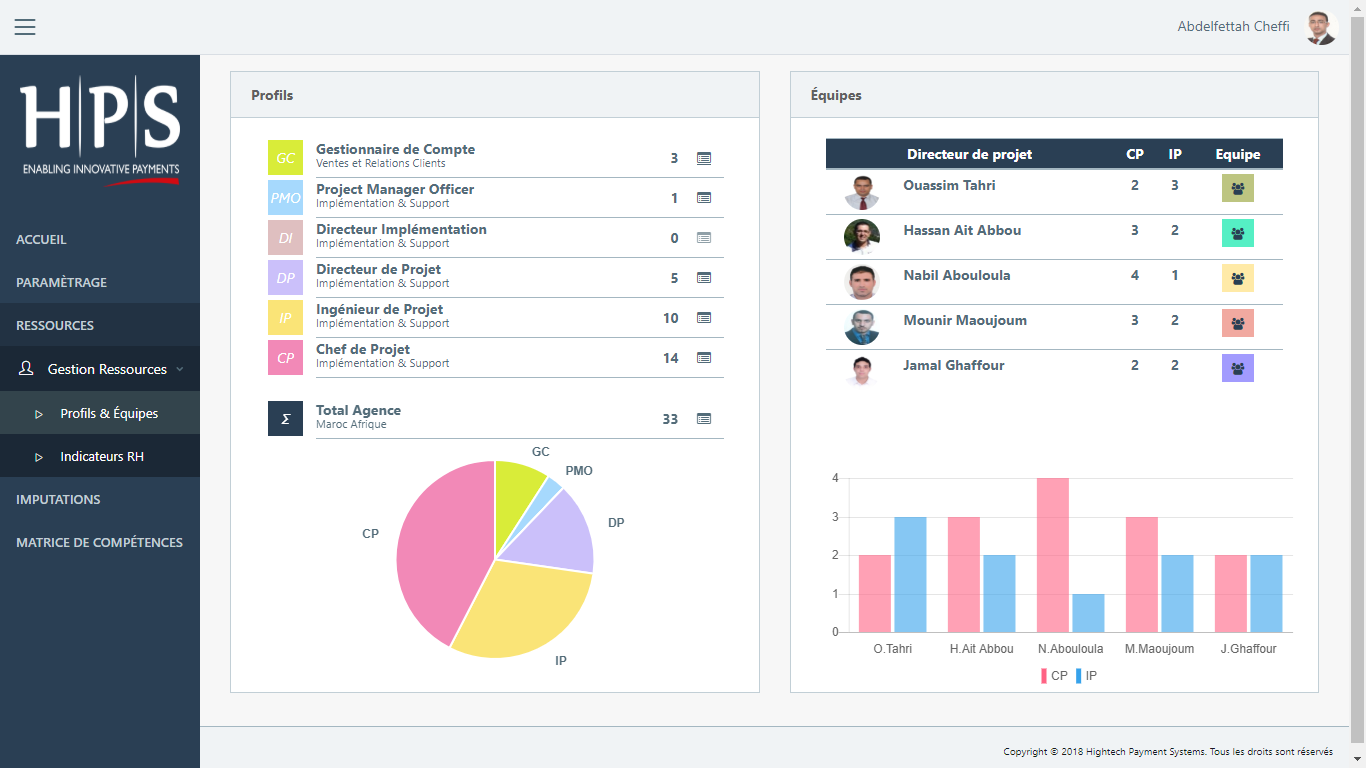 Abdelfettah Cheffi
H|P|S
ENABLING INNOVATIVE PAYMENTS
ACCUEIL
PARAMÈTRAGE
RESSOURCES
Gestion Ressources
Profils & Équipes
Indicateurs RH
IMPUTATIONS
MATRICE DE COMPÉTENCES
Profils
GC Gestionnaire de Compte 3
Ventes et Relations Clients
PMO Project Manager Officer 1
Implémentation & Support
DI Directeur Implémentation 0
Implémentation & Support
DP Directeur de Projet 5
Implémentation & Support
IP Ingénieur de Projet 10
Implémentation & Support
CP Chef de Projet 14
Implémentation & Support
Σ Total Agence 33
Maroc Afrique
GC
PMO
DP
CP
IP
Équipes
Directeur de projet CP IP Equipe
Ouassim Tahri 2 3
Hassan Ait Abbou 3 2
Nabil Abouloula 4 1
Mounir Maoujoum 3 2
Jamal Ghaffour 2 2
4
3
2
1
0
O.Tahri H.Ait Abbou N.Abouloula M.Maoujoum J.Ghaffour
CP IP
Copyright © 2018 Hightech Payment Systems. Tous les droits sont réservés